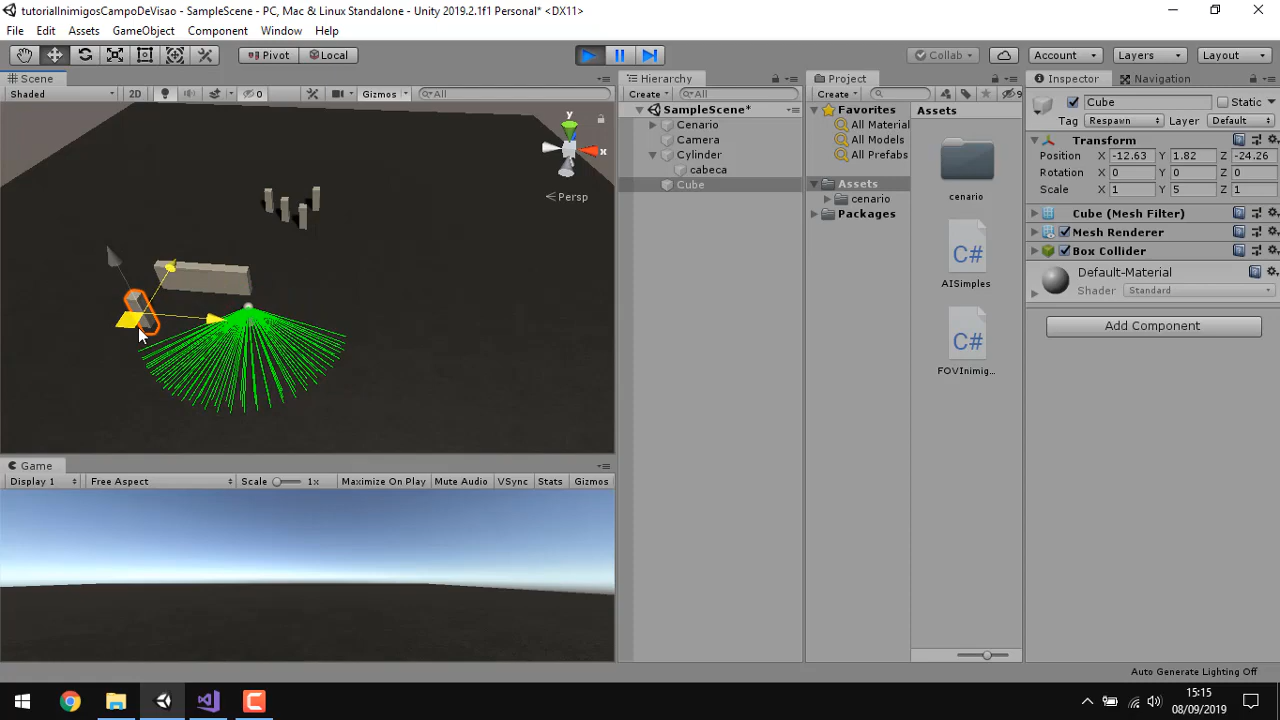 tutorialInimigosCampoDeVisao - SampleScene - PC, Mac & Linux Standalone - Unity 2019.2.1f1 Personal* <DX11>
File Edit Assets GameObject Component Window Help
Pivot Local Collab Account Layers Layout
Scene
Shaded 2D 0 Gizmos All
y
x
Persp
Game
Display 1 Free Aspect Scale 1x Maximize On Play Mute Audio VSync Stats Gizmos
Hierarchy
Create All
SampleScene*
Cenario
Camera
Cylinder
cabeca
Cube
Project
Create 9
Favorites
All Material
All Models
All Prefabs
Assets
cenario
Packages
Assets
cenario
C#
AISimples
C#
FOVInimig...
Inspector Navigation
Cube Static
Tag Respawn Layer Default
Transform
Position X -12.63 Y 1.82 Z -24.26
Rotation X 0 Y 0 Z 0
Scale X 1 Y 5 Z 1
Cube (Mesh Filter)
Mesh Renderer
Box Collider
Default-Material
Shader Standard
Add Component
Auto Generate Lighting Off
15:15
08/09/2019